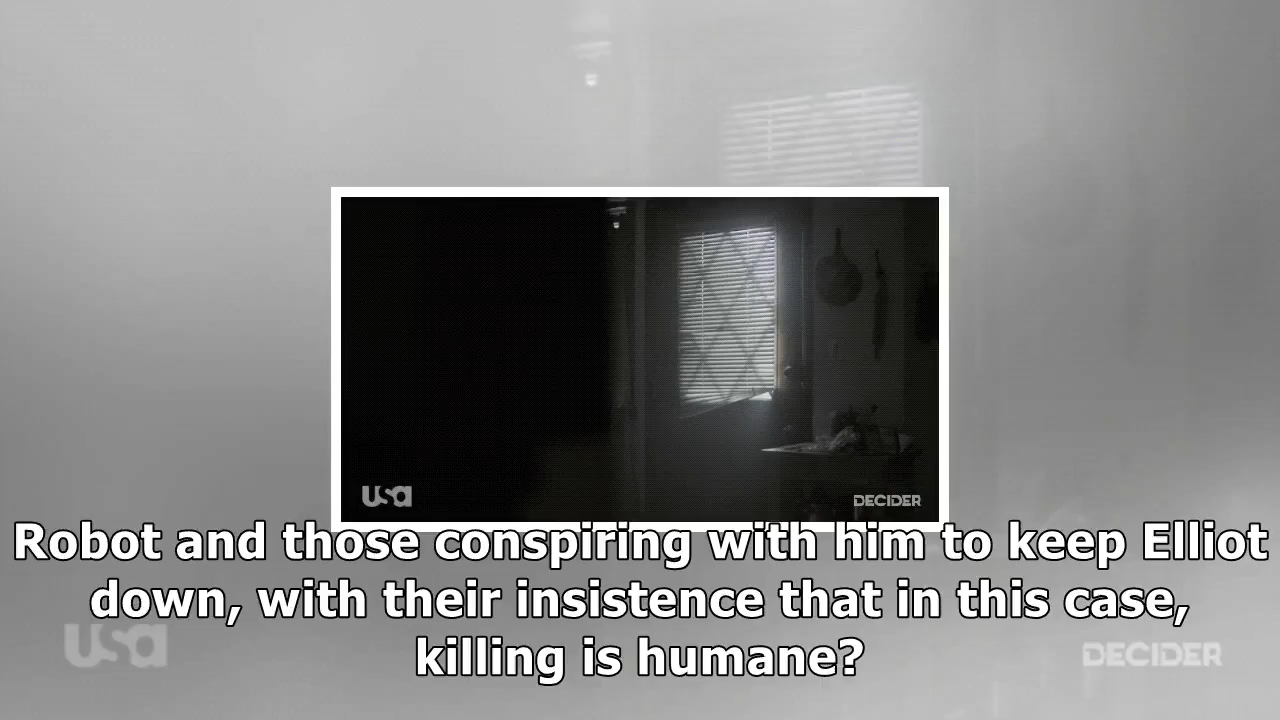 usa
DECIDER
Robot and those conspiring with him to keep Elliot
down, with their insistence that in this case,
killing is humane?
usa
DECIDER